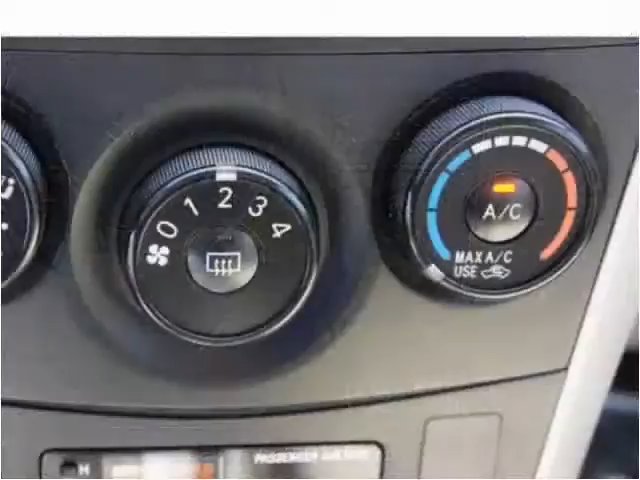 0 1 2 3 4
A/C
MAX A/C
USE
H
PASSENGER AIR BAG